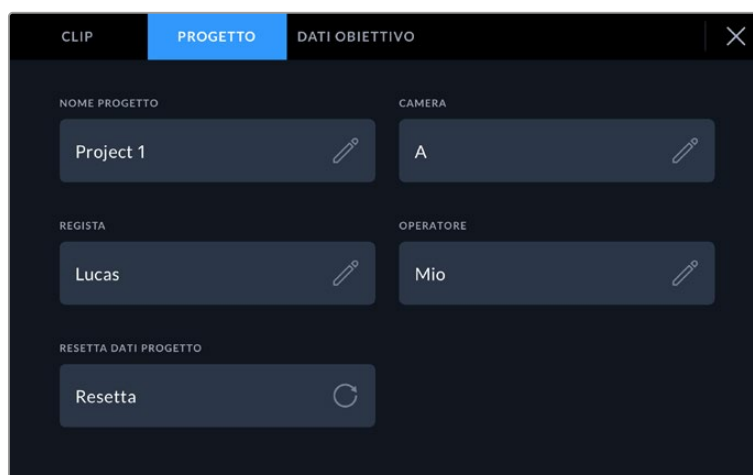 CLIP PROGETTO DATI OBIETTIVO
NOME PROGETTO CAMERA
Project 1 A
REGISTA OPERATORE
Lucas Mio
RESETTA DATI PROGETTO
Resetta